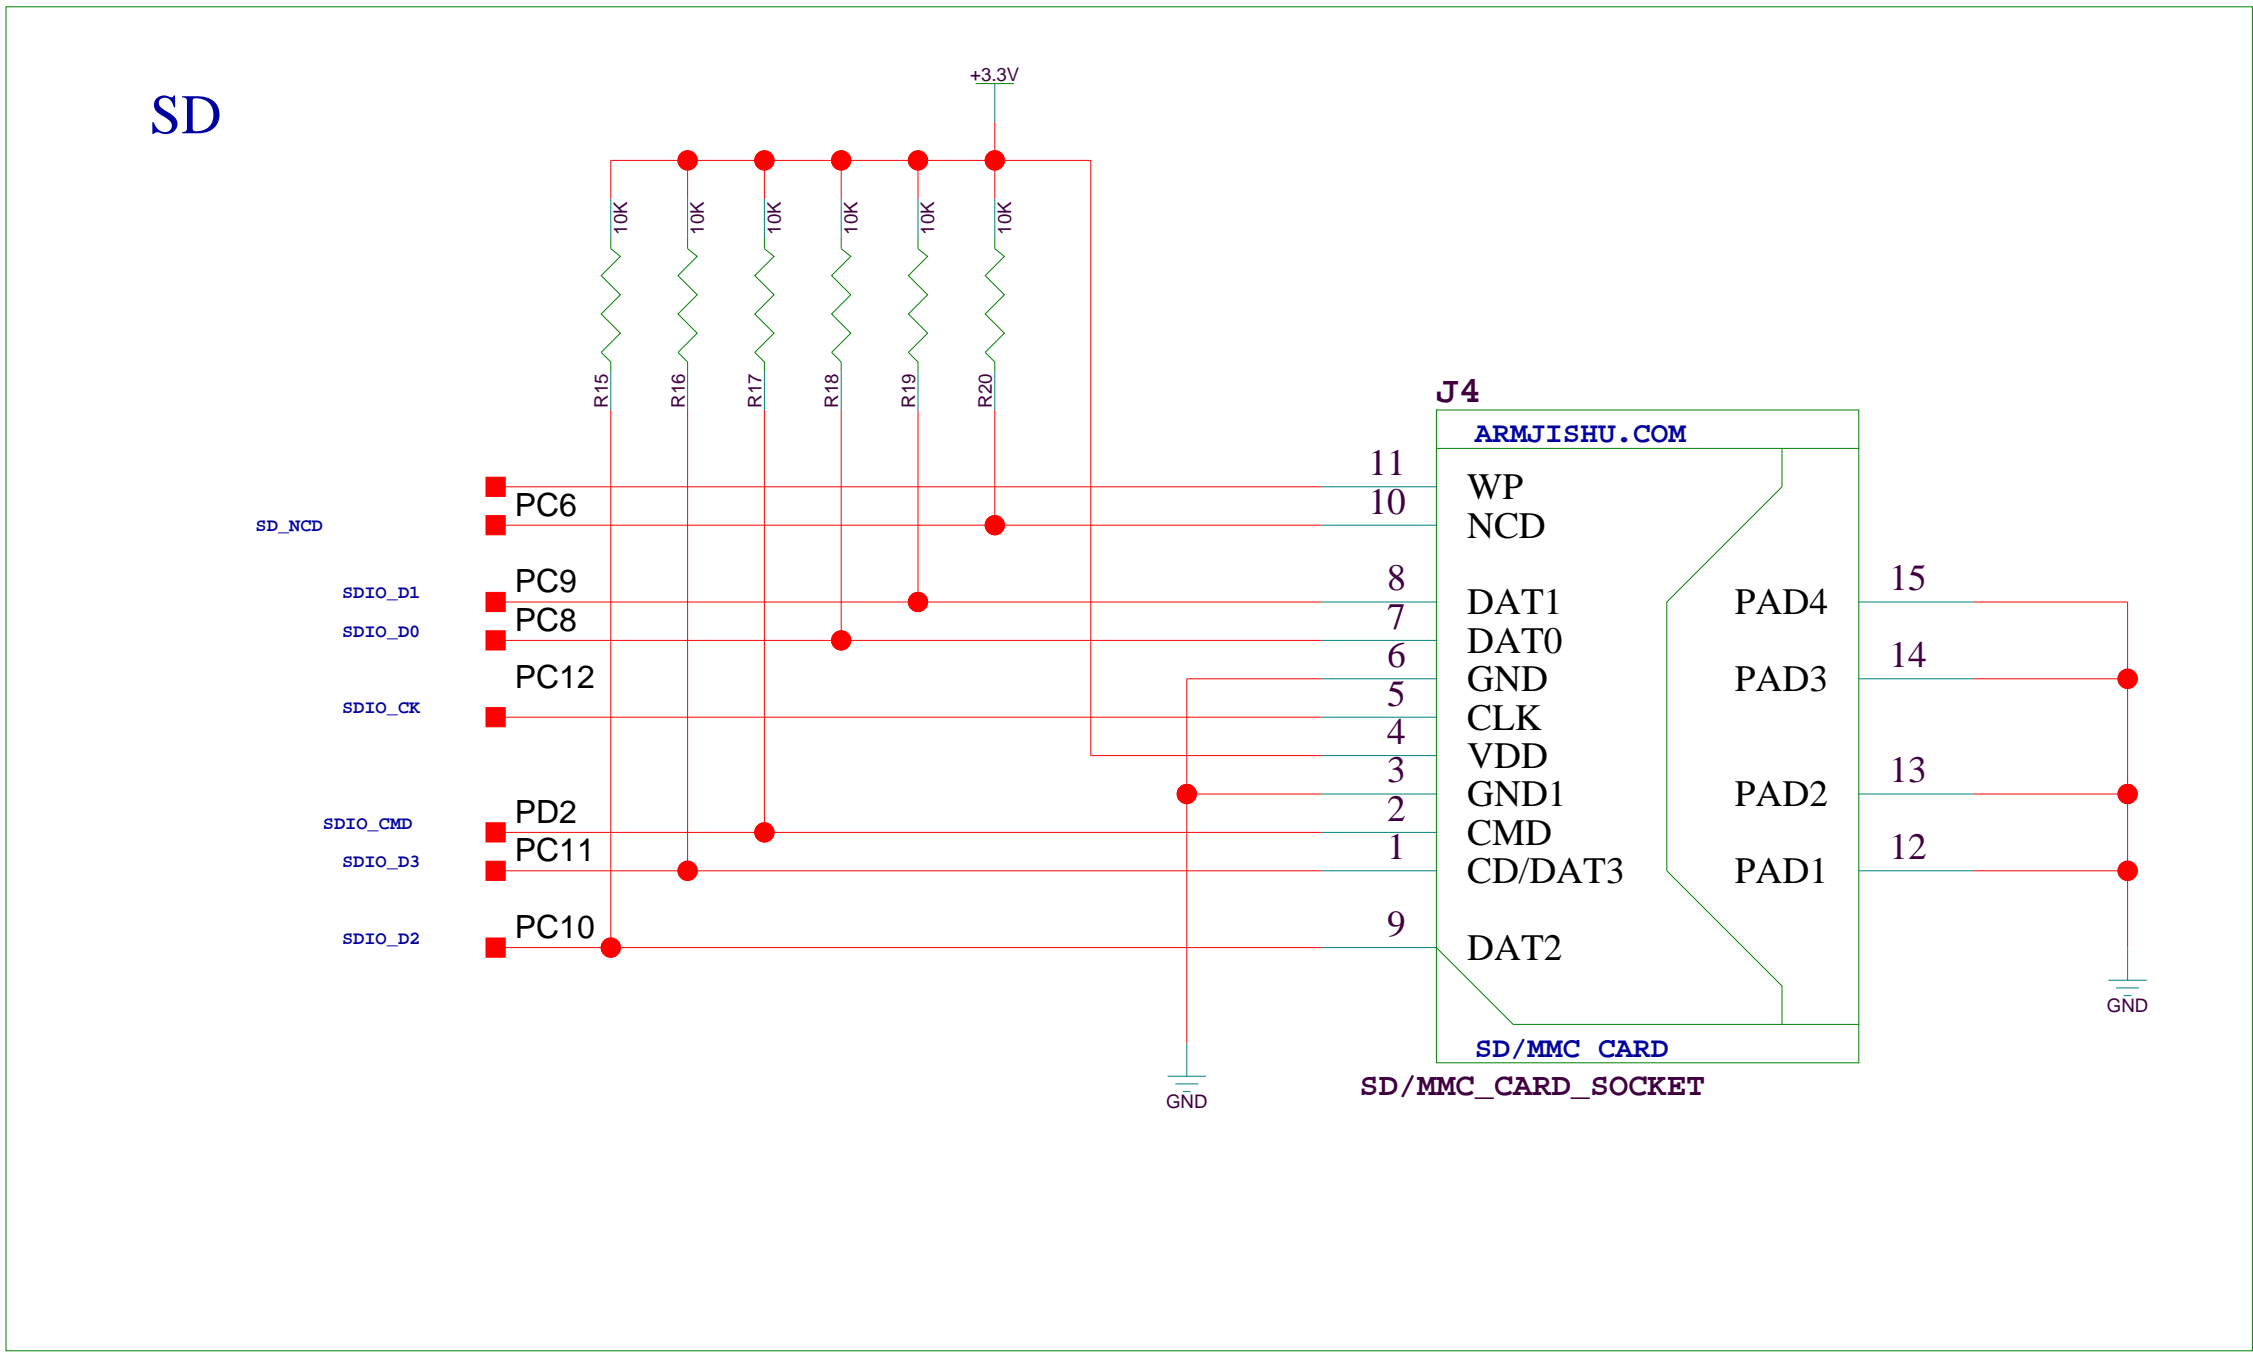 SD
+3.3V
10K
10K
10K
10K
10K
10K
R15
R16
R17
R18
R19
R20
J4
ARMJISHU.COM
11
WP
PC6
10
SD_NCD
NCD
PC9
8
15
SDIO_D1
DAT1
PAD4
PC8
7
SDIO_D0
DAT0
6
14
PC12
GND
PAD3
5
SDIO_CK
CLK
4
VDD
3
13
GND1
PAD2
PD2
2
SDIO_CMD
CMD
PC11
1
12
SDIO_D3
CD/DAT3
PAD1
PC10
9
SDIO_D2
DAT2
GND
SD/MMC CARD
SD/MMC_CARD_SOCKET
GND